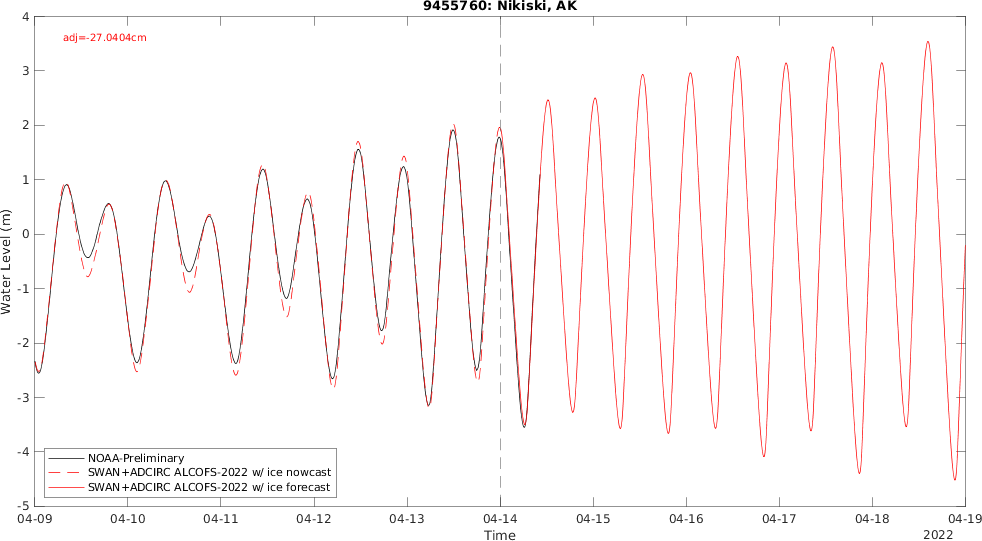 9455760: Nikiski, AK
adj=-27.0404cm
4
3
2
1
0
-1
-2
-3
-4
-5
Water Level (m)
NOAA-Preliminary
SWAN+ADCIRC ALCOFS-2022 w/ ice nowcast
SWAN+ADCIRC ALCOFS-2022 w/ ice forecast
04-09 04-10 04-11 04-12 04-13 04-14 04-15 04-16 04-17 04-18 04-19
Time
2022